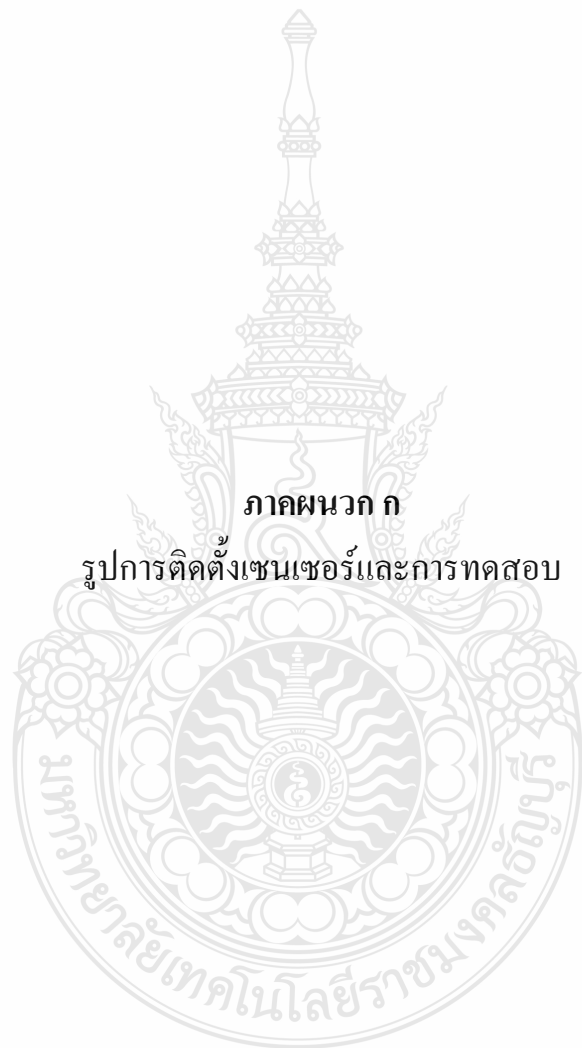 ภาคผนวก ก
รูปการติดตั้งเซนเซอร์และการทดสอบ
มหาวิทยาลัยเทคโนโลยีราชมงคลธัญบุรี